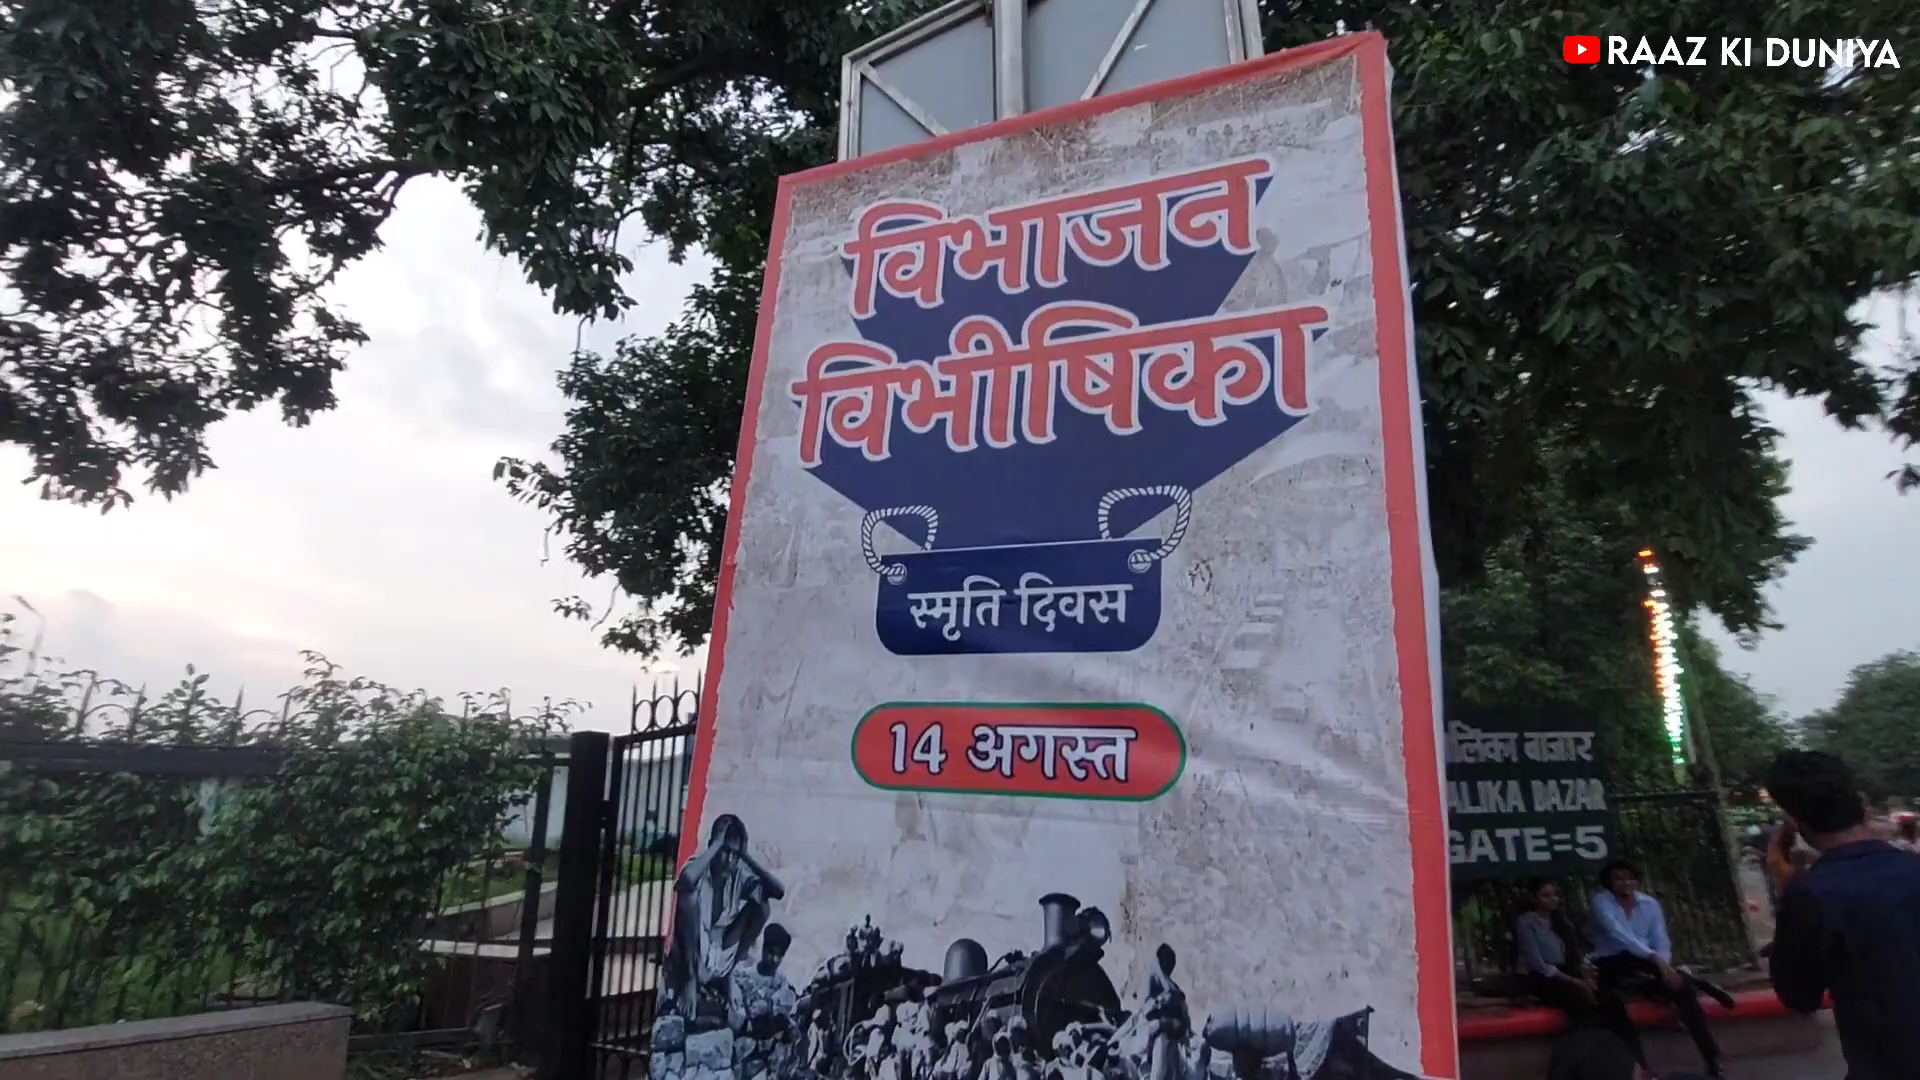 RAAZ KI DUNIYA
विभाजन
विभीषिका
स्मृति दिवस
14 अगस्त
लिका बाजार
ALIKA BAZAR
GATE=5